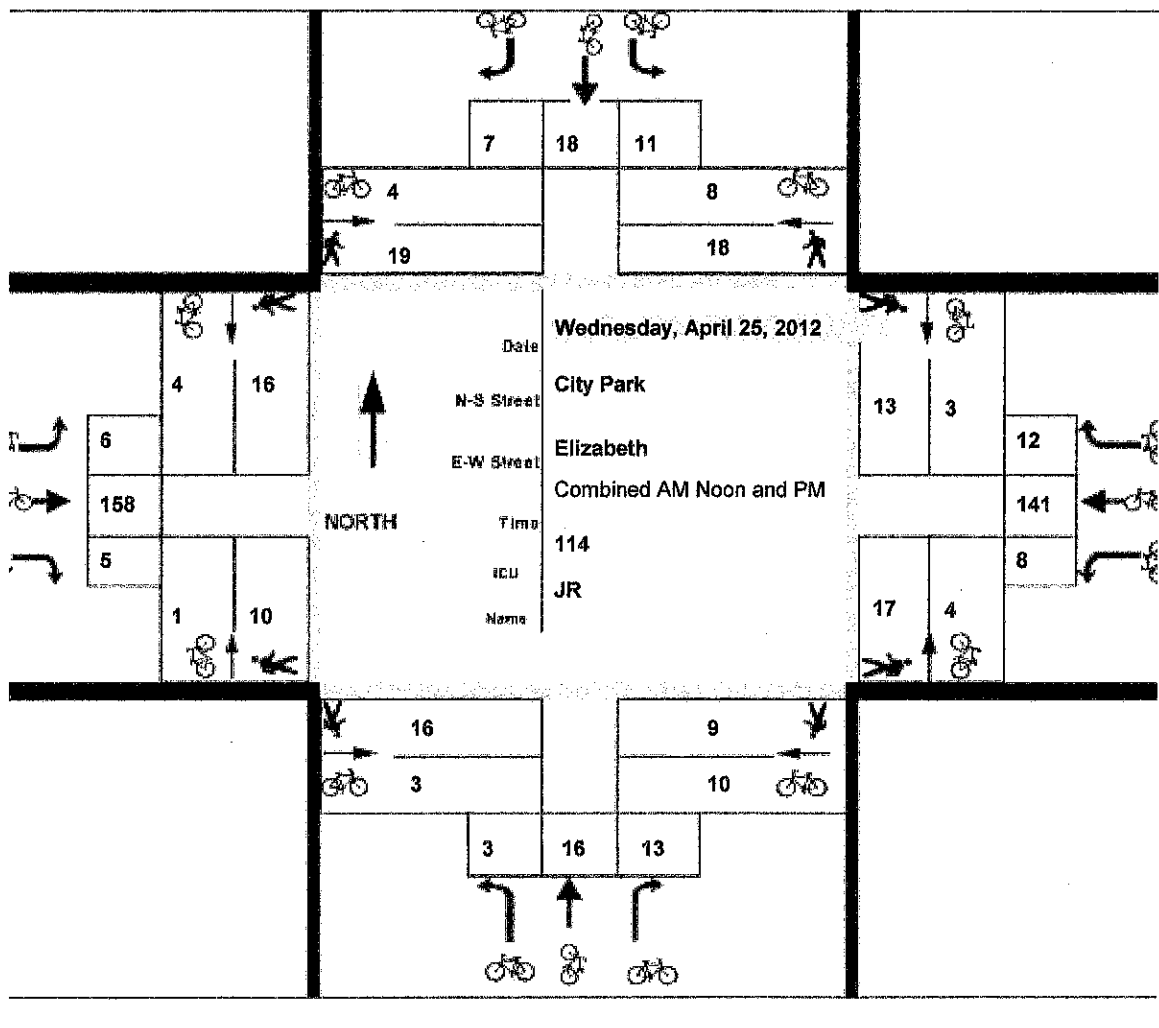 7 18 11
4 8
19 18
Date Wednesday, April 25, 2012
4 16 N-S Street City Park 13 3
6 E-W Street Elizabeth 12
Combined AM Noon and PM
158 NORTH Time 141
114
5 ICU 8
JR
1 10 Name 17 4
16 9
3 10
3 16 13